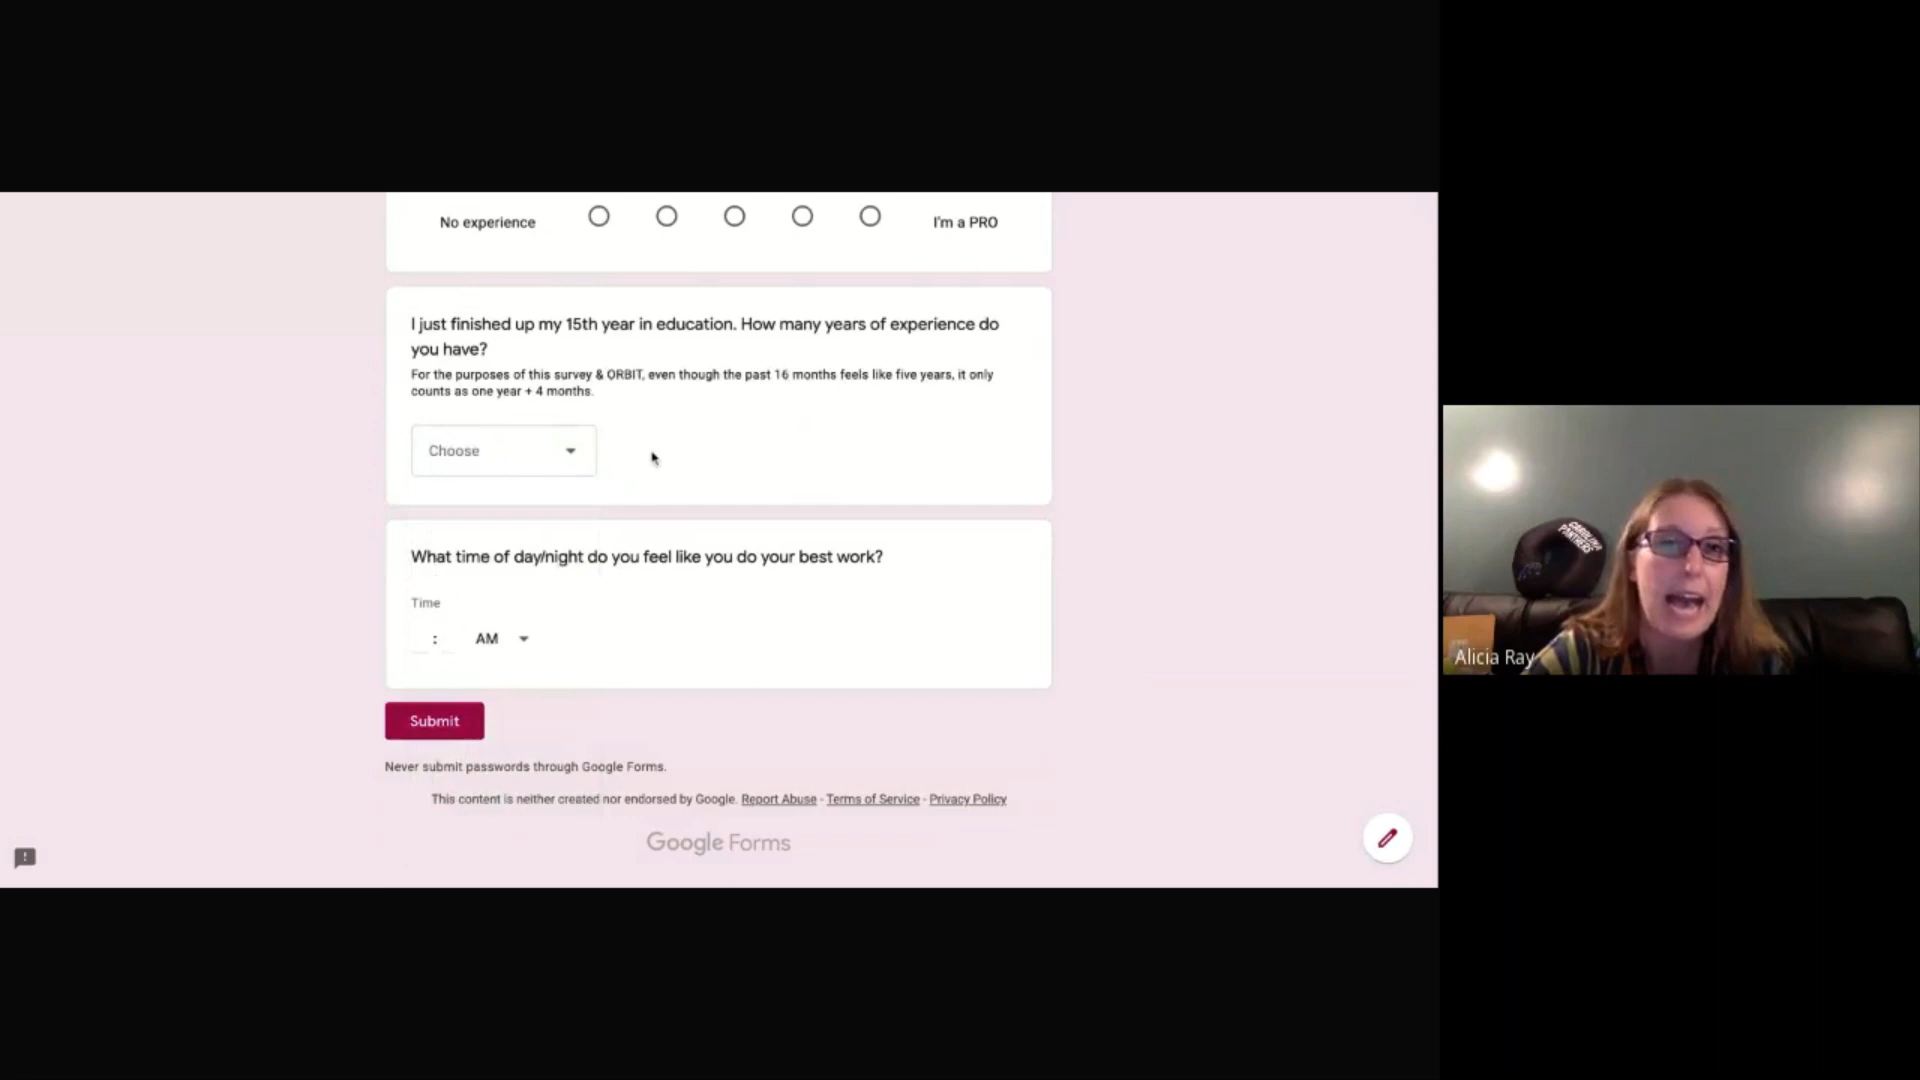 No experience
I'm a PRO
I just finished up my 15th year in education. How many years of experience do
you have?
For the purposes of this survey & ORBIT, even though the past 16 months feels like five years, it only
counts as one year + 4 months.
Choose
What time of day/night do you feel like you do your best work?
Time
: AM
Submit
Never submit passwords through Google Forms.
This content is neither created nor endorsed by Google. Report Abuse - Terms of Service - Privacy Policy
Google Forms
CAROLINA
PANTHERS
Alicia Ray